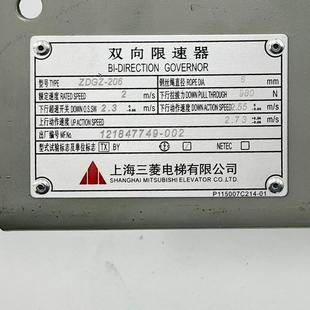 双向限速器
BI-DIRECTION GOVERNOR
型号 TYPE ZDGZ-206 钢丝绳直径 ROPE DIA. 6 mm
额定速度 RATED SPEED 2 m/s 下行拉拔力 DOWN PULL THROUGH 980 N
下行超速开关 DOWN O.S.SW 2.3 m/s 下行动作速度 DOWN ACTION SPEED 2.55 m/s
上行动作速度 UP ACTION SPEED 2.73 m/s
出厂编号 MF.No. 121847749-002
型式试验标志及单位标志 TX BY NETEC
上海三菱电梯有限公司
SHANGHAI MITSUBISHI ELEVATOR CO.LTD.
P115007C214-01